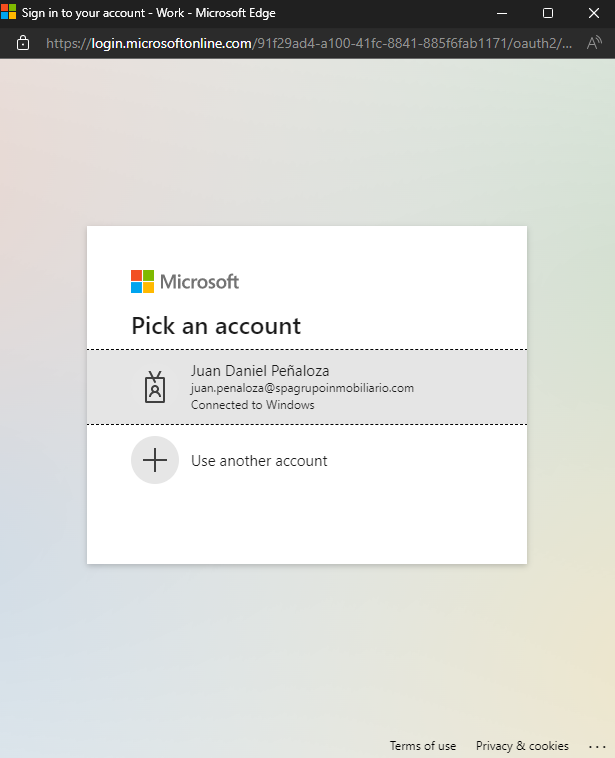 Sign in to your account - Work - Microsoft Edge
https://login.microsoftonline.com/91f29ad4-a100-41fc-8841-885f6fab1171/oauth2/...
Microsoft
Pick an account
Juan Daniel Peñaloza
juan.penaloza@spagrupoinmobiliario.com
Connected to Windows
Use another account
Terms of use Privacy & cookies ...